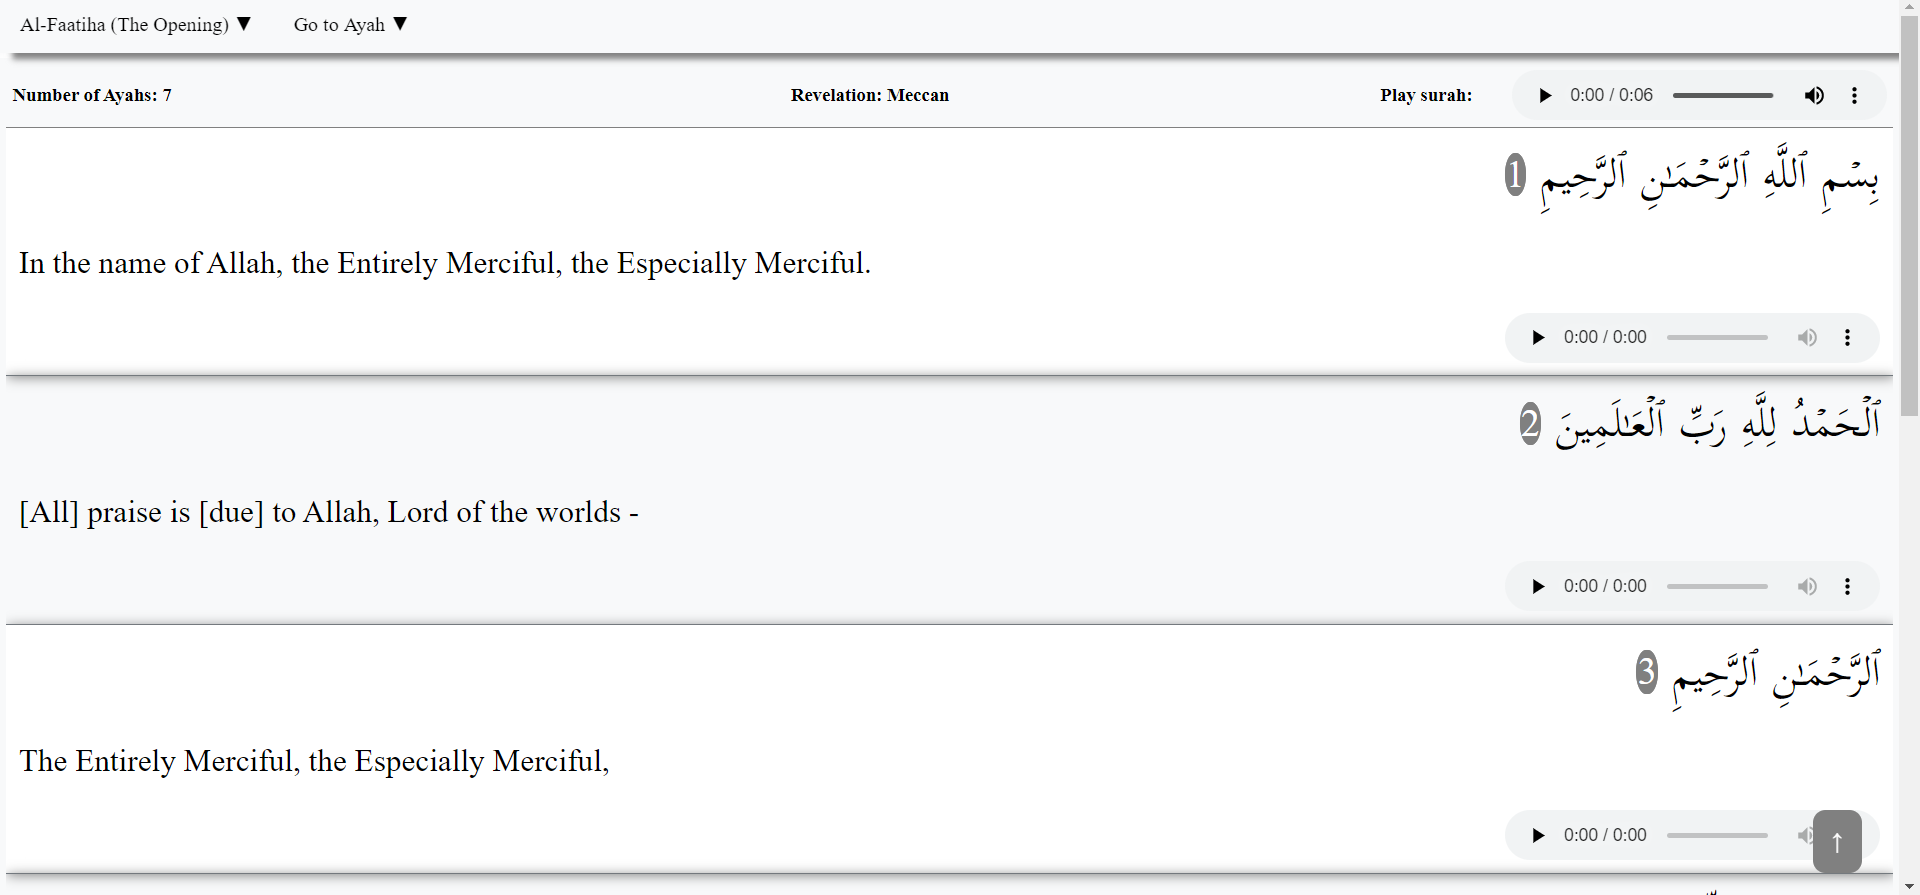 Al-Faatiha (The Opening) ▼ Go to Ayah ▼
Number of Ayahs: 7 Revelation: Meccan Play surah: 0:00 / 0:06
بِسْمِ ٱللَّهِ ٱلرَّحْمَـٰنِ ٱلرَّحِيمِ 1
In the name of Allah, the Entirely Merciful, the Especially Merciful.
0:00 / 0:00
ٱلْحَمْدُ لِلَّهِ رَبِّ ٱلْعَـٰلَمِينَ 2
[All] praise is [due] to Allah, Lord of the worlds -
0:00 / 0:00
ٱلرَّحْمَـٰنِ ٱلرَّحِيمِ 3
The Entirely Merciful, the Especially Merciful,
0:00 / 0:00
↑